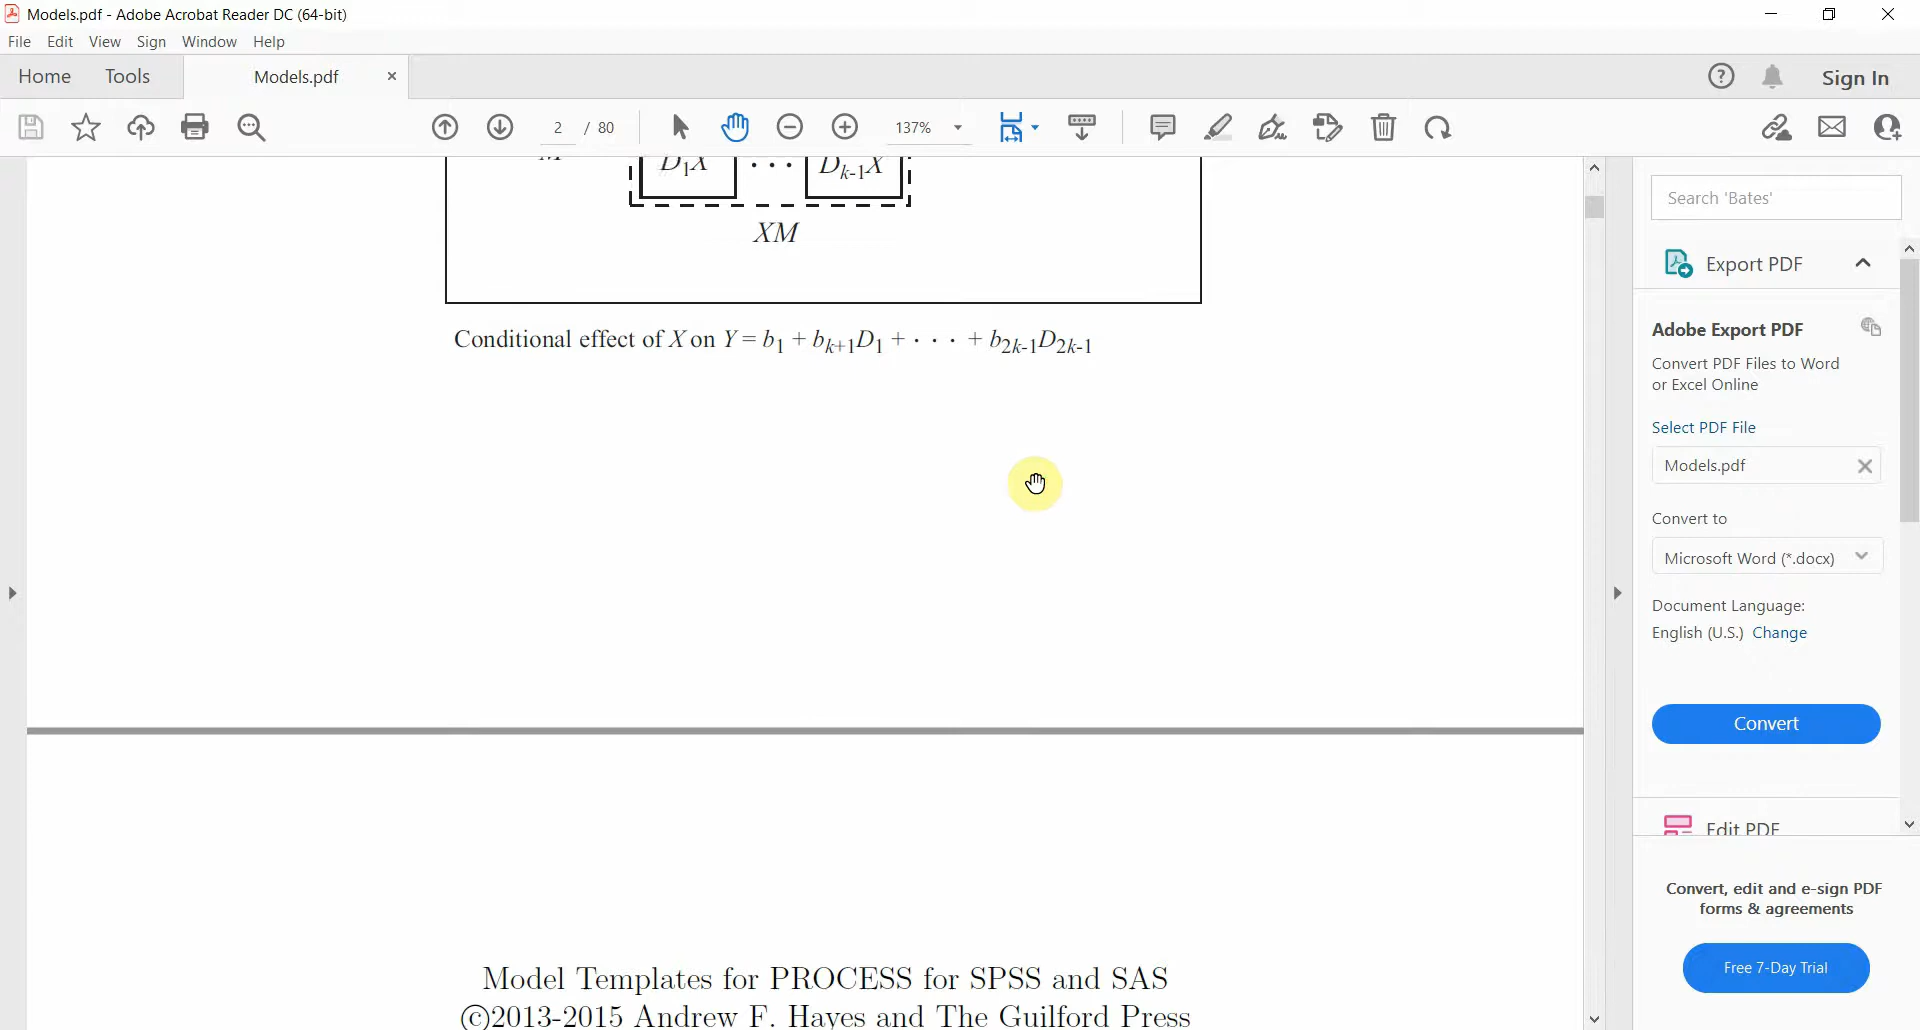 Models.pdf - Adobe Acrobat Reader DC (64-bit)
File Edit View Sign Window Help
Home Tools Models.pdf Sign In
2 / 80 137%
D1X ... Dk-1X
XM
Conditional effect of X on Y = b1 + bk+1D1 + · · · + b2k-1D2k-1
Model Templates for PROCESS for SPSS and SAS
©2013-2015 Andrew F. Hayes and The Guilford Press
Search 'Bates'
Export PDF
Adobe Export PDF
Convert PDF Files to Word
or Excel Online
Select PDF File
Models.pdf
Convert to
Microsoft Word (*.docx)
Document Language:
English (U.S.) Change
Convert
Edit PDF
Convert, edit and e-sign PDF
forms & agreements
Free 7-Day Trial